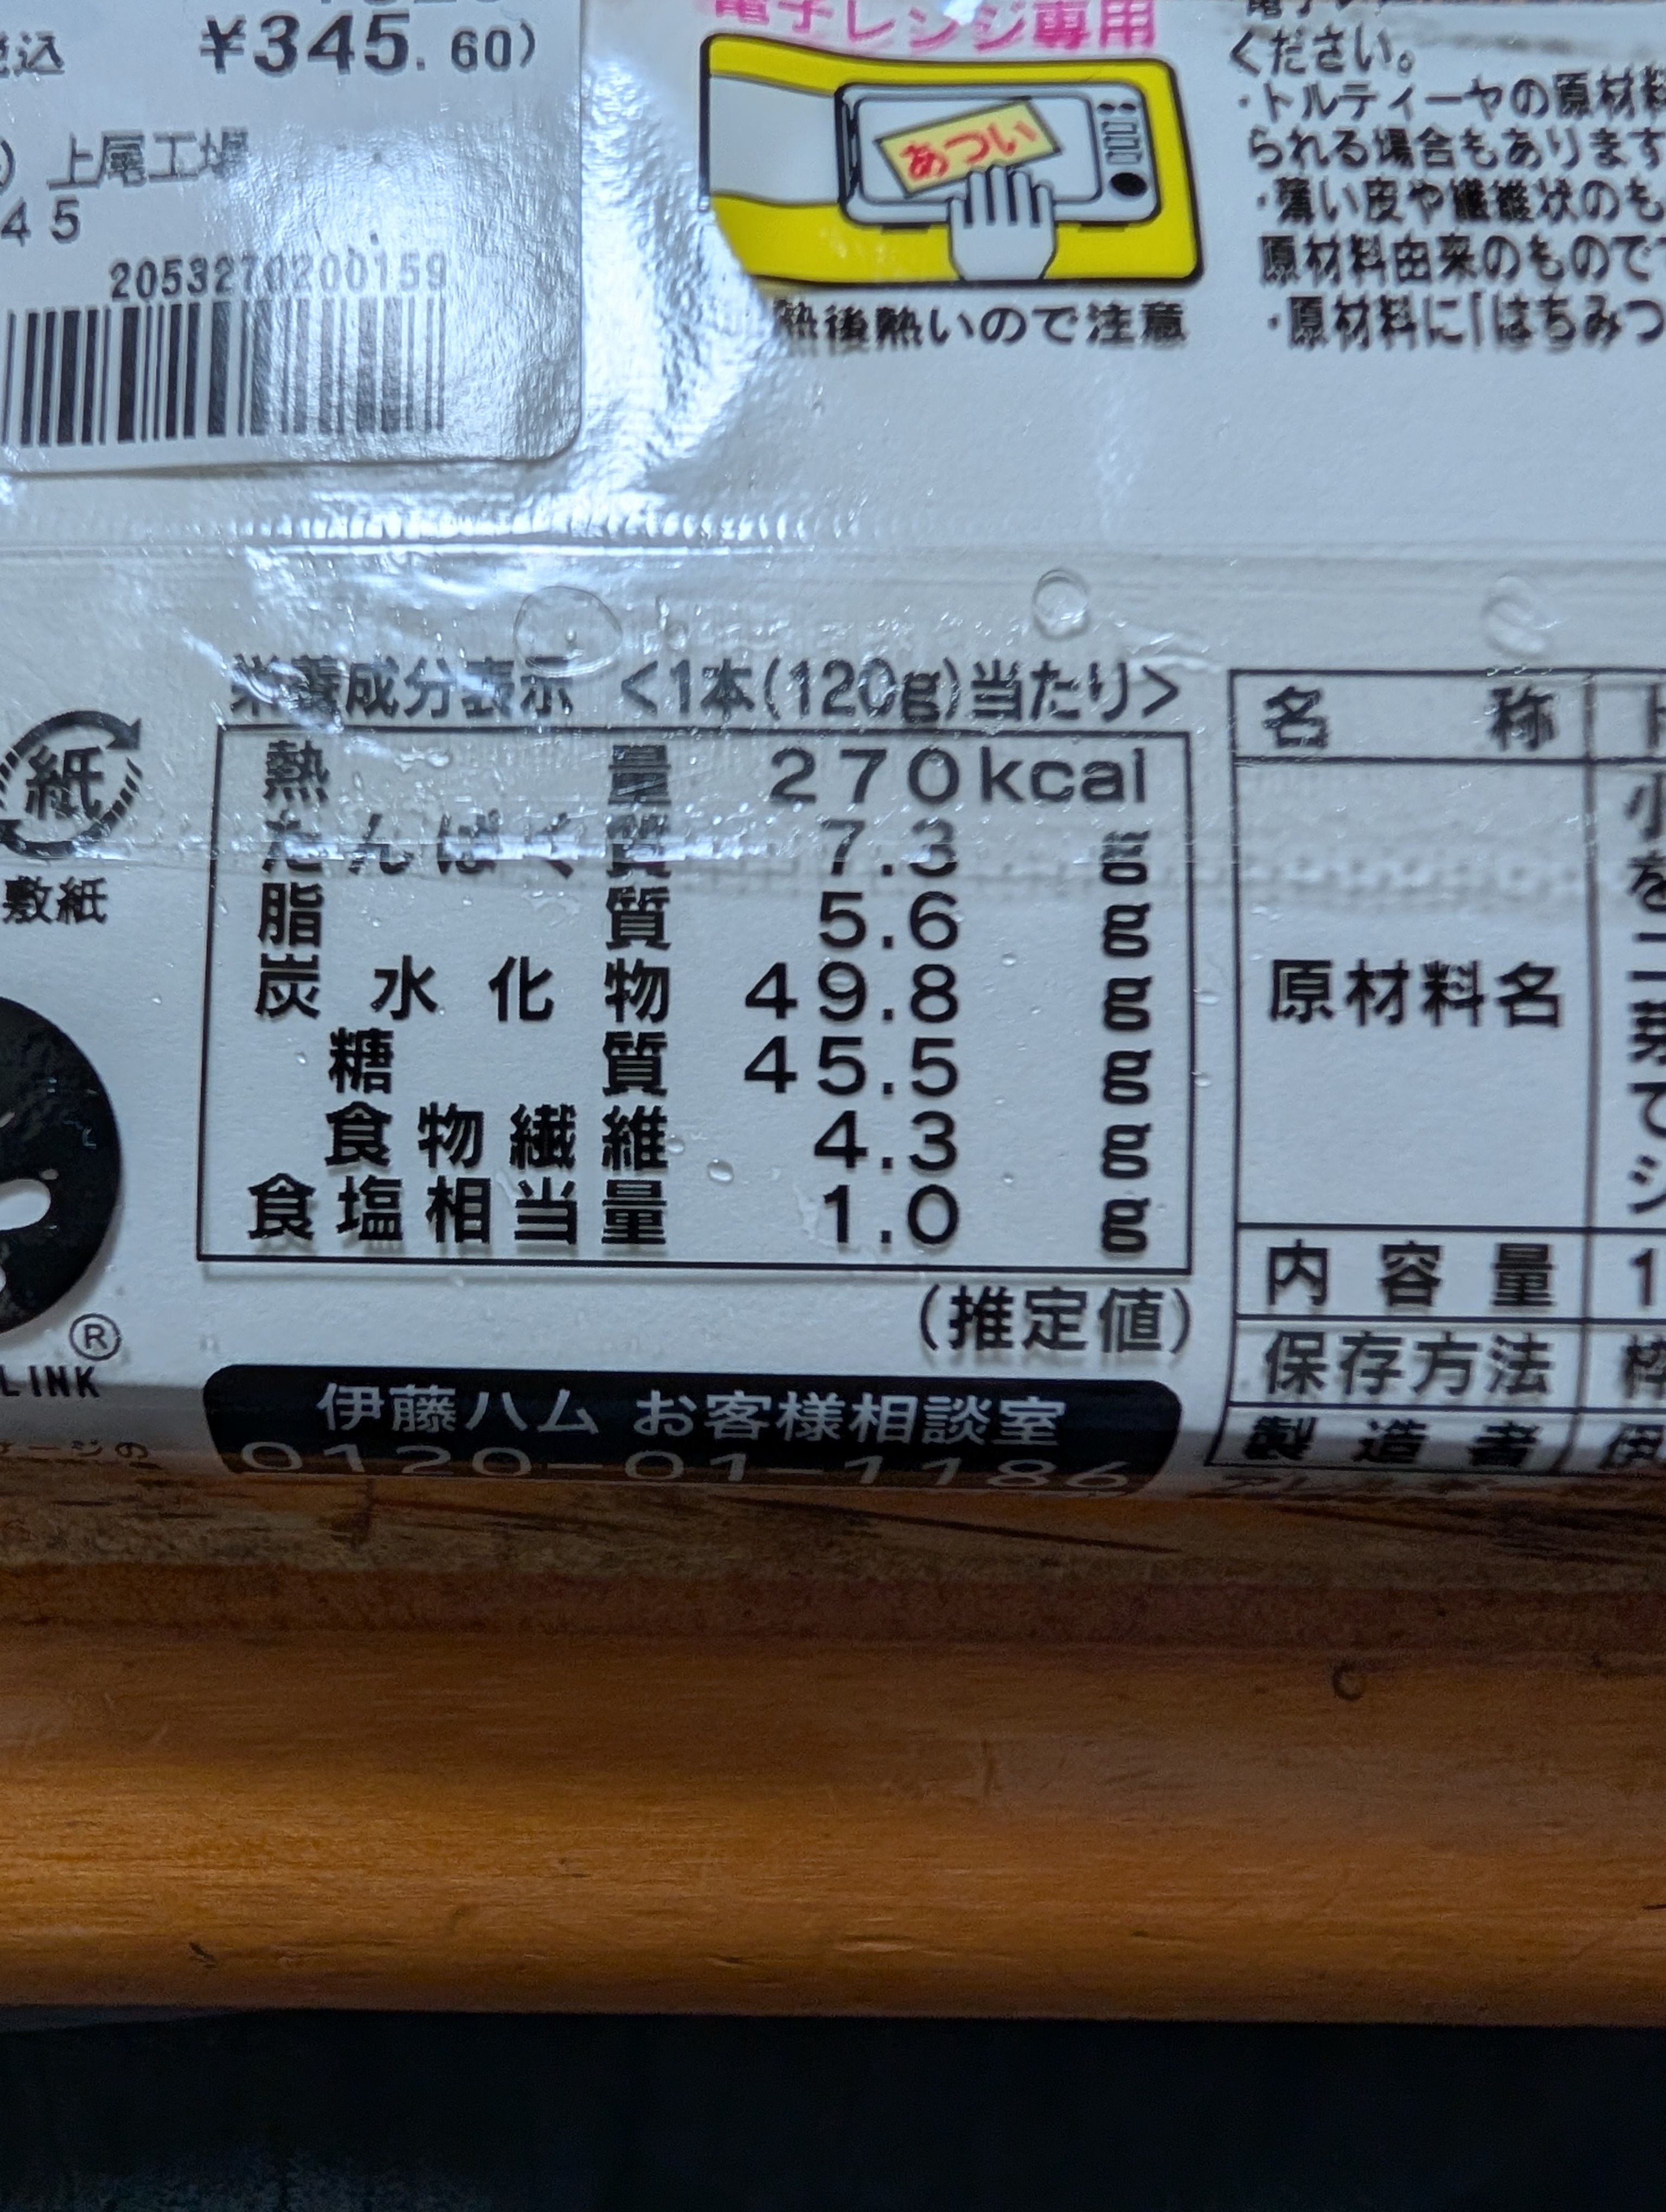 税込 ¥345.60)
上尾工場
45
2053270200159
電子レンジ専用
あつい
熱後熱いので注意
ください。
・トルティーヤの原材料
られる場合もあります
・薄い皮や繊維状のも
原材料由来のもので
・原材料に「はちみつ
紙
敷紙
®
LINK
栄養成分表示 <1本(120g)当たり>
熱量 270kcal
たんぱく質 7.3 g
脂質 5.6 g
炭水化物 49.8 g
糖質 45.5 g
食物繊維 4.3 g
食塩相当量 1.0 g
(推定値)
伊藤ハム お客様相談室
0120-01-1186
名称
原材料名
内容量 1
保存方法 枠
製造者 伊